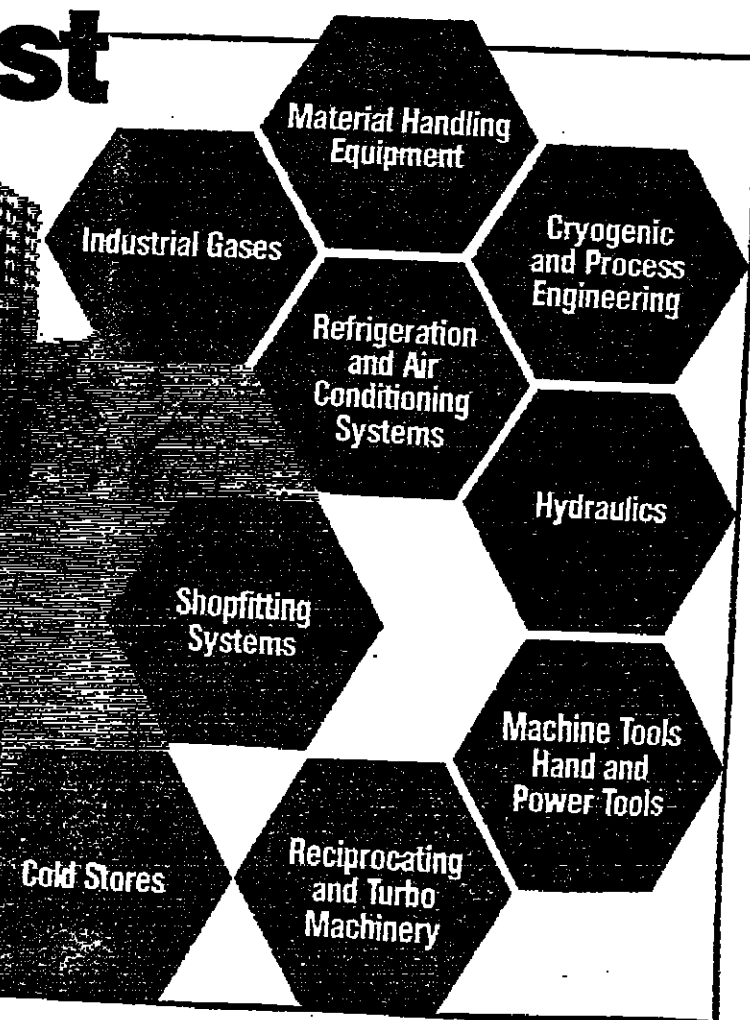 st
Material Handling
Equipment
Industrial Gases
Cryogenic
and Process
Engineering
Refrigeration
and Air
Conditioning
Systems
Hydraulics
Shopfitting
Systems
Machine Tools
Hand and
Power Tools
Cold Stores
Reciprocating
and Turbo
Machinery